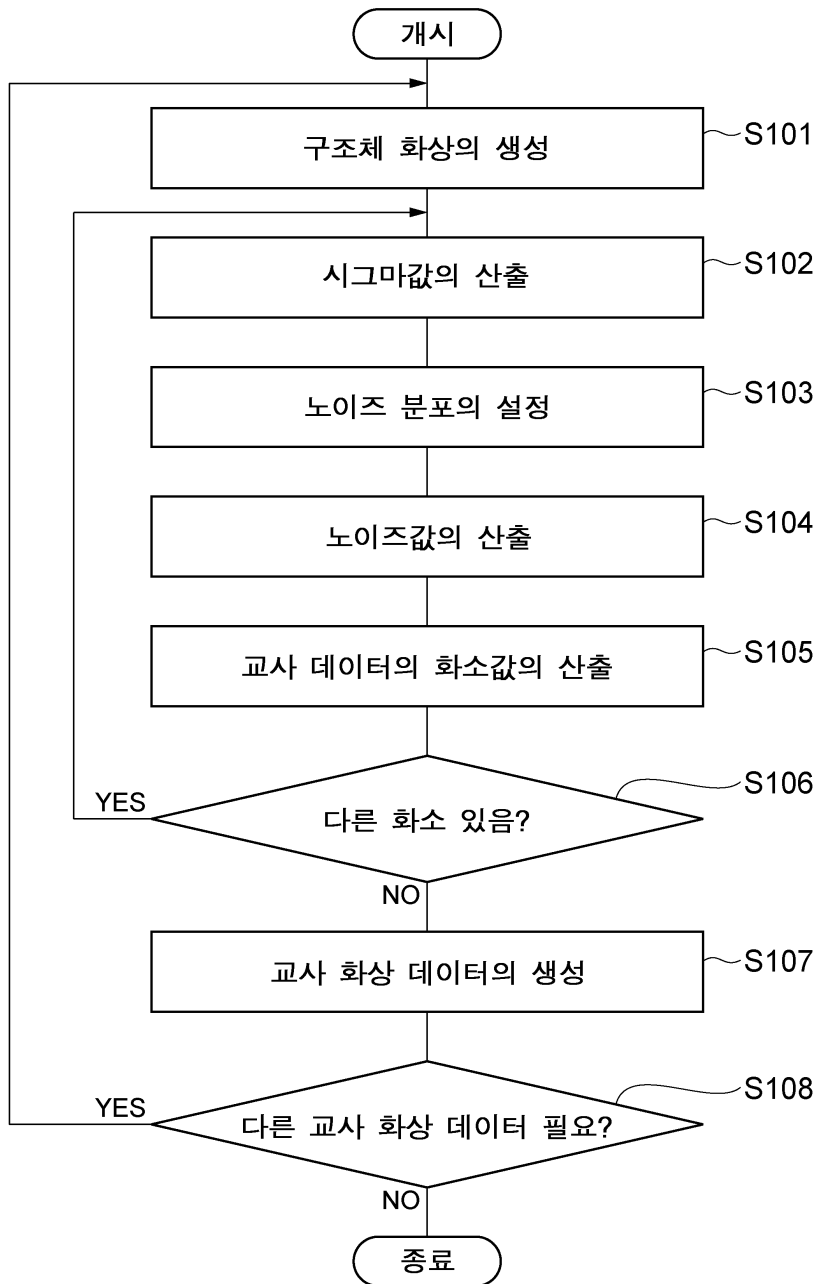 개시
구조체 화상의 생성
S101
시그마값의 산출
S102
노이즈 분포의 설정
S103
노이즈값의 산출
S104
교사 데이터의 화소값의 산출
S105
다른 화소 있음?
S106
YES
NO
교사 화상 데이터의 생성
S107
다른 교사 화상 데이터 필요?
S108
YES
NO
종료